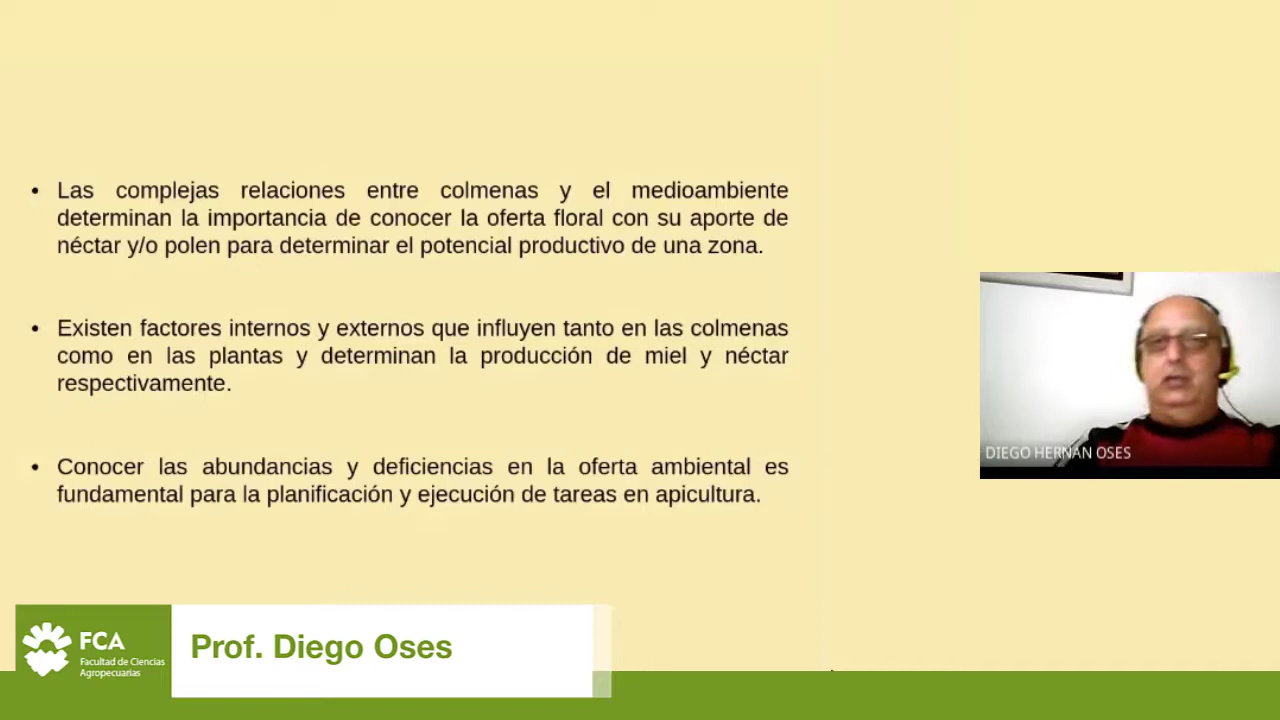 • Las complejas relaciones entre colmenas y el medioambiente
determinan la importancia de conocer la oferta floral con su aporte de
néctar y/o polen para determinar el potencial productivo de una zona.
• Existen factores internos y externos que influyen tanto en las colmenas
como en las plantas y determinan la producción de miel y néctar
respectivamente.
• Conocer las abundancias y deficiencias en la oferta ambiental es
fundamental para la planificación y ejecución de tareas en apicultura.
DIEGO HERNAN OSES
FCA
Facultad de Ciencias
Agropecuarias
Prof. Diego Oses